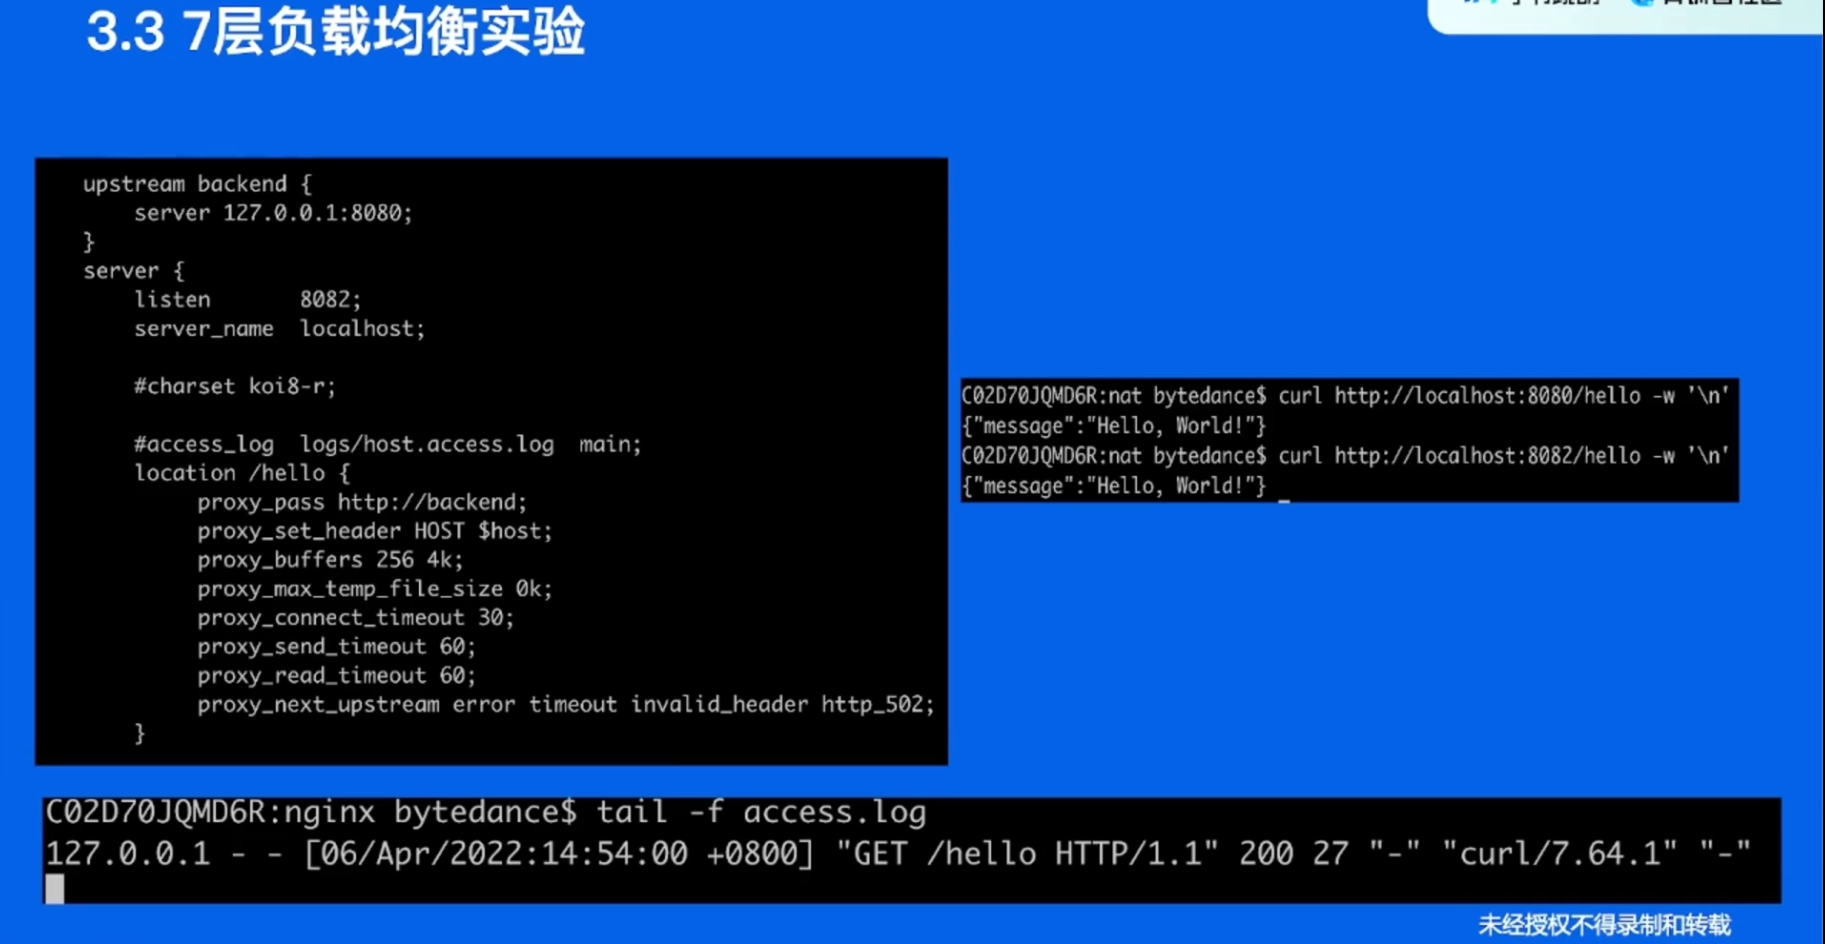 3.3 7层负载均衡实验
upstream backend {
server 127.0.0.1:8080;
}
server {
listen 8082;
server_name localhost;
#charset koi8-r;
#access_log logs/host.access.log main;
location /hello {
proxy_pass http://backend;
proxy_set_header HOST $host;
proxy_buffers 256 4k;
proxy_max_temp_file_size 0k;
proxy_connect_timeout 30;
proxy_send_timeout 60;
proxy_read_timeout 60;
proxy_next_upstream error timeout invalid_header http_502;
}
C02D70JQMD6R:nat bytedance$ curl http://localhost:8080/hello -w '\n'
{"message":"Hello, World!"}
C02D70JQMD6R:nat bytedance$ curl http://localhost:8082/hello -w '\n'
{"message":"Hello, World!"}
C02D70JQMD6R:nginx bytedance$ tail -f access.log
127.0.0.1 - - [06/Apr/2022:14:54:00 +0800] "GET /hello HTTP/1.1" 200 27 "-" "curl/7.64.1" "-"
未经授权不得录制和转载